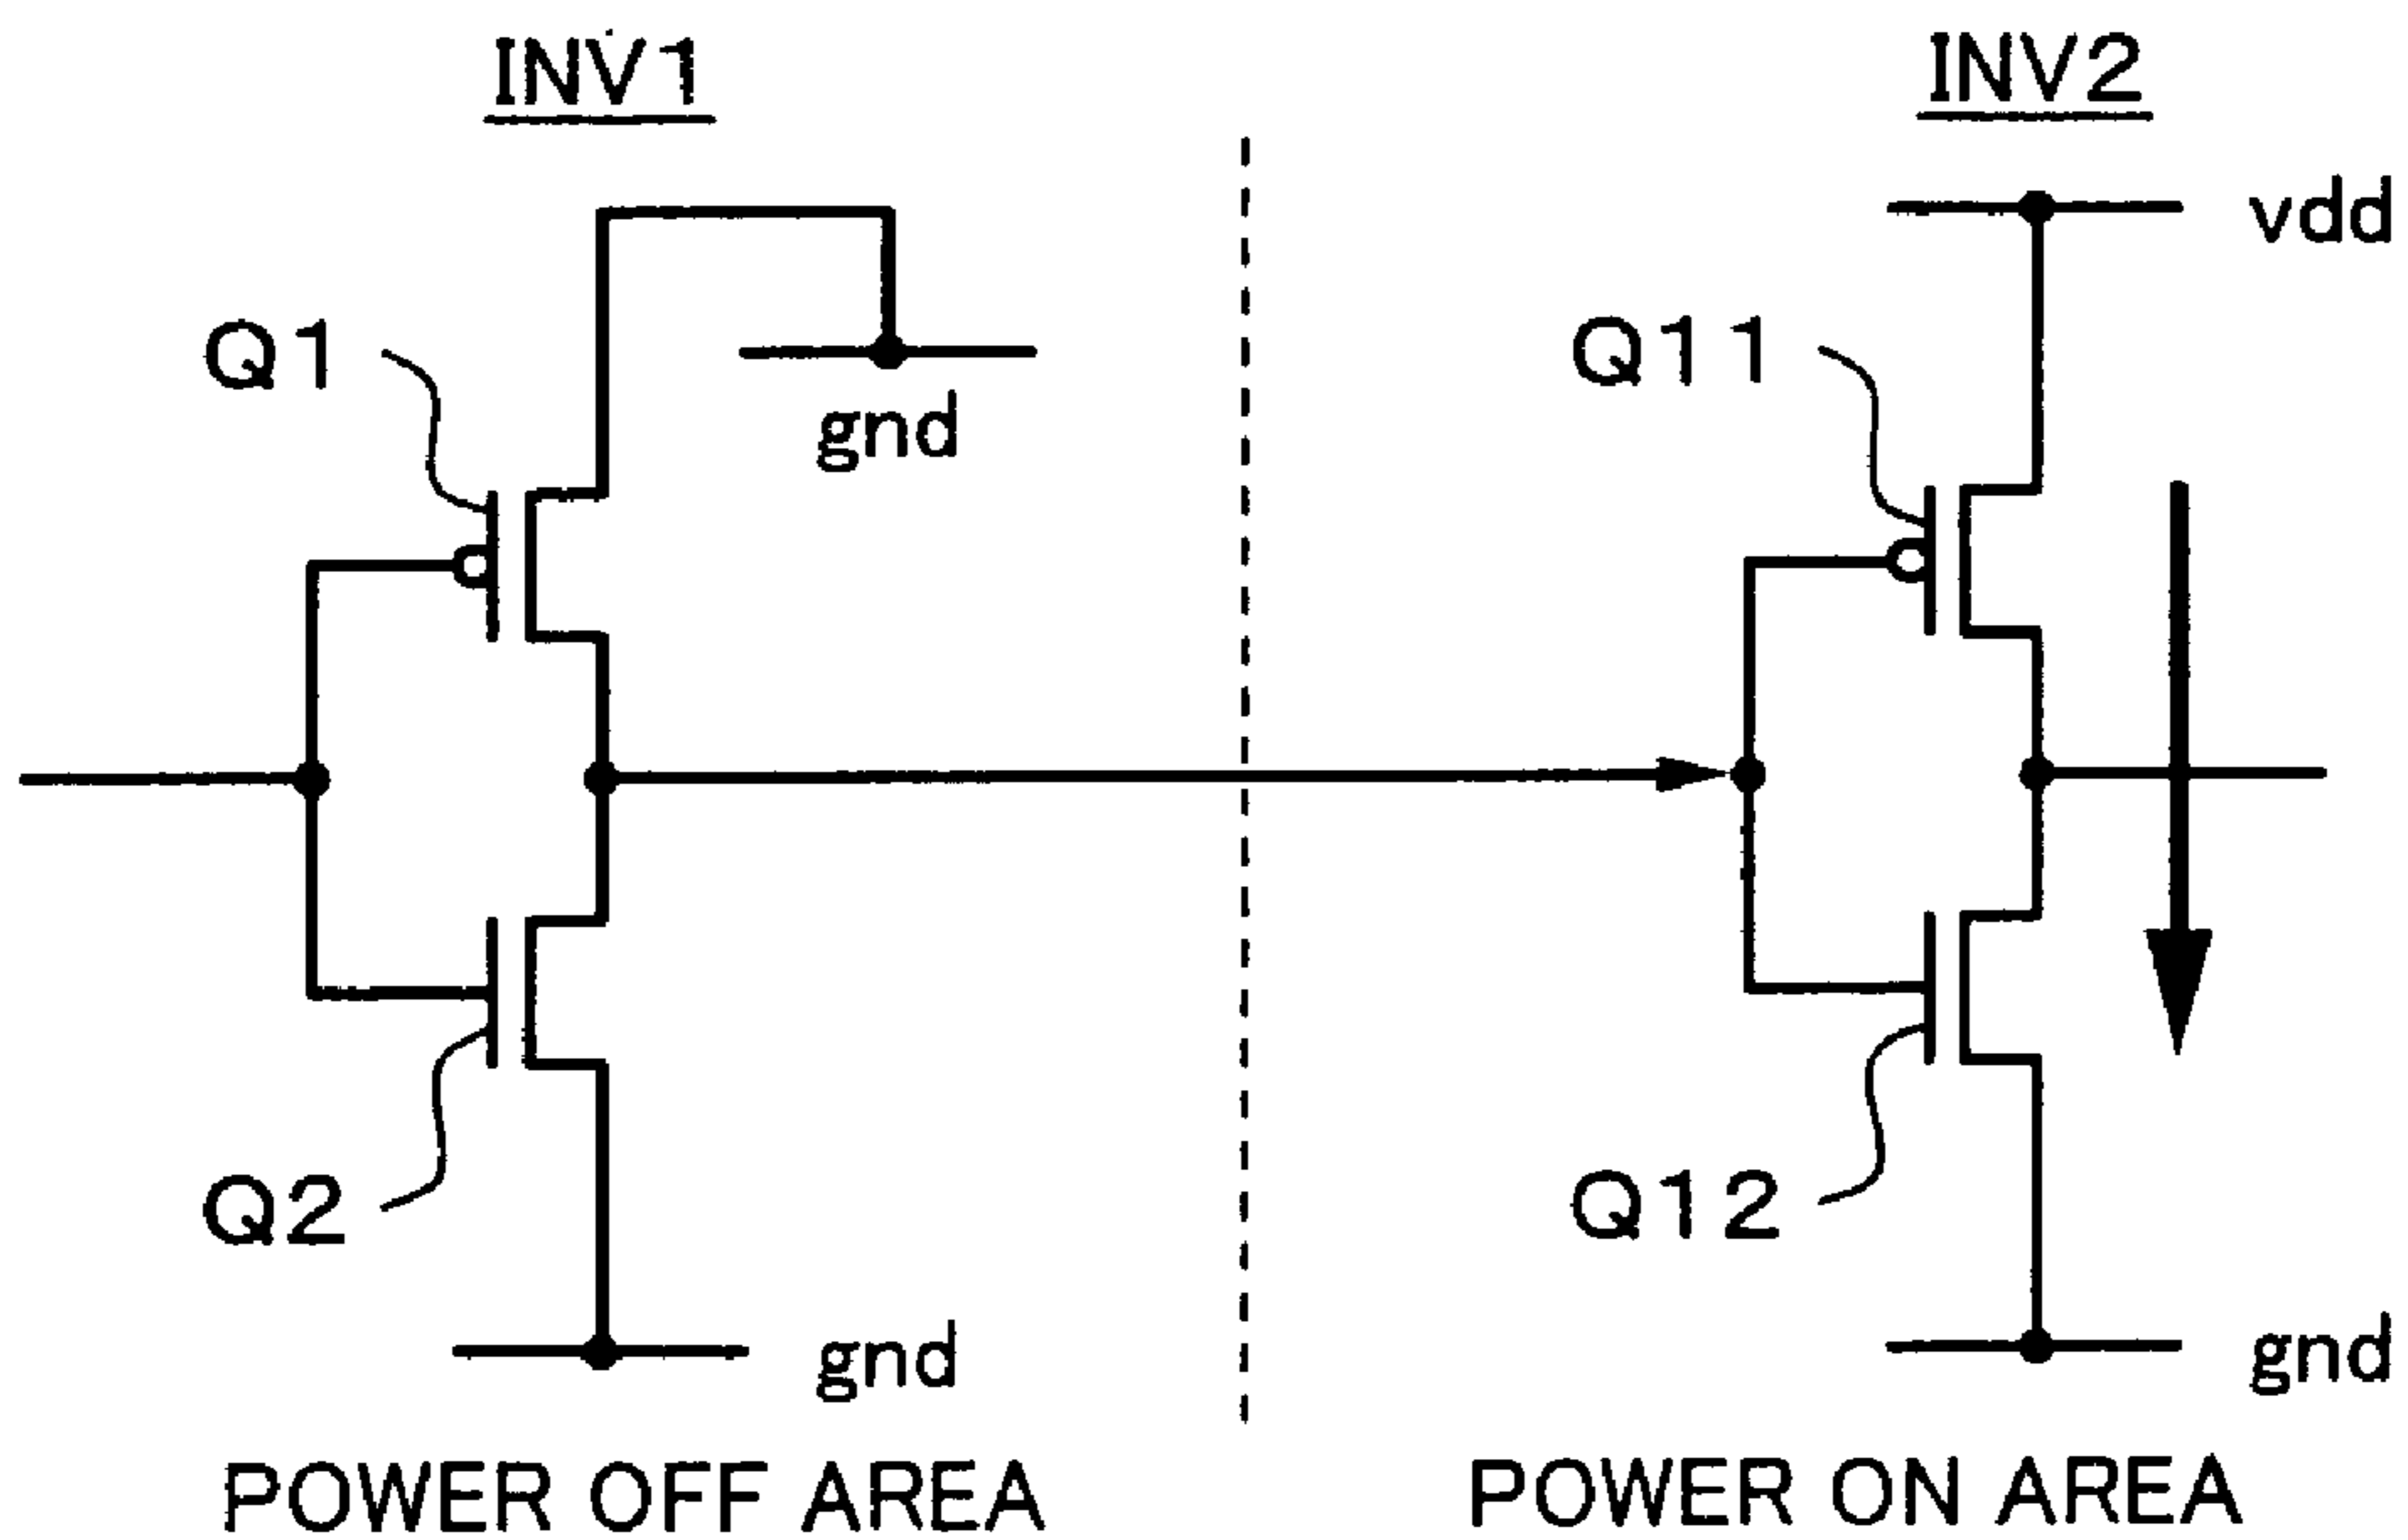 INV1
INV2
vdd
Q1
Q11
gnd
Q2
Q12
gnd
gnd
POWER OFF AREA
POWER ON AREA